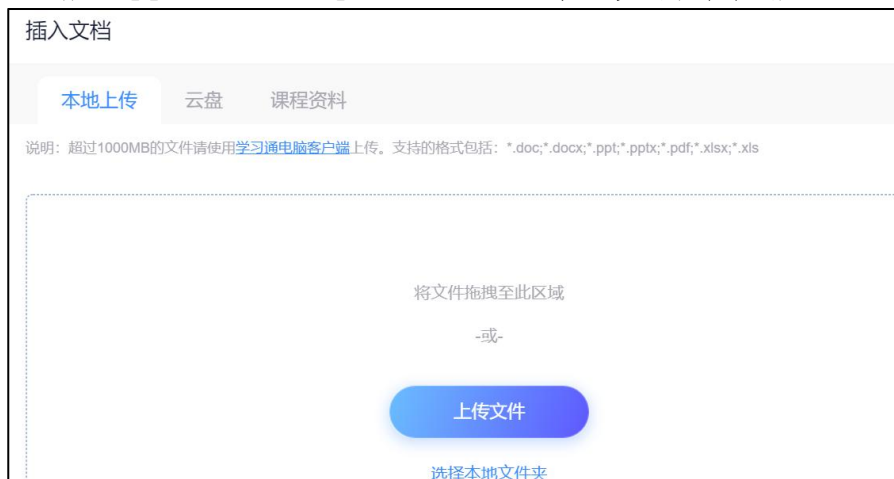 插入文档
本地上传 云盘 课程资料
说明：超过1000MB的文件请使用学习通电脑客户端上传。支持的格式包括：*.doc;*.docx;*.ppt;*.pptx;*.pdf;*.xlsx;*.xls
将文件拖拽至此区域
-或-
上传文件
选择本地文件夹